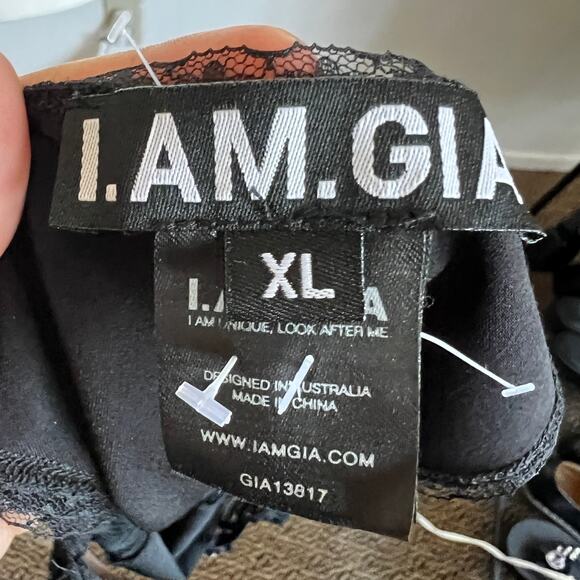 I.AM.GIA
XL
I. A
I AM UNIQUE, LOOK AFTER ME
DESIGNED IN AUSTRALIA
MADE IN CHINA
WWW.IAMGIA.COM
GIA13817